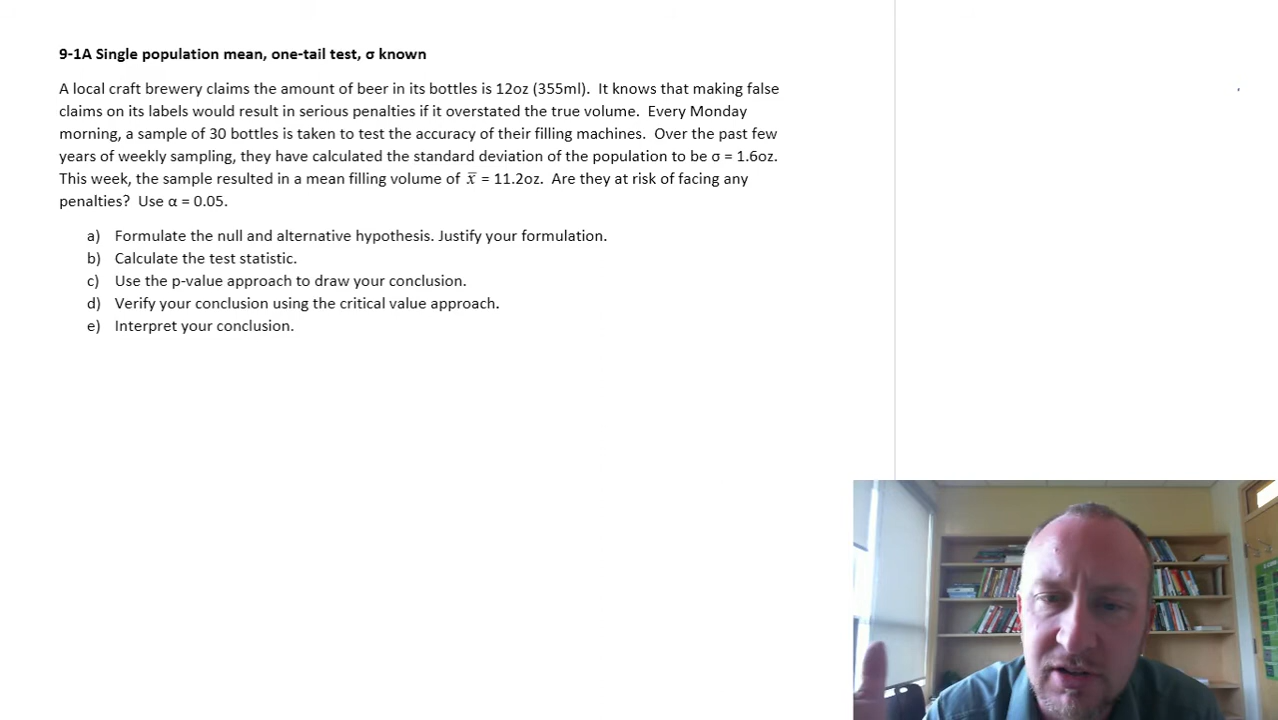 9-1A Single population mean, one-tail test, σ known
A local craft brewery claims the amount of beer in its bottles is 12oz (355ml).  It knows that making false
claims on its labels would result in serious penalties if it overstated the true volume.  Every Monday
morning, a sample of 30 bottles is taken to test the accuracy of their filling machines.  Over the past few
years of weekly sampling, they have calculated the standard deviation of the population to be σ = 1.6oz.
This week, the sample resulted in a mean filling volume of x̅ = 11.2oz.  Are they at risk of facing any
penalties?  Use α = 0.05.
a) Formulate the null and alternative hypothesis. Justify your formulation.
b) Calculate the test statistic.
c) Use the p-value approach to draw your conclusion.
d) Verify your conclusion using the critical value approach.
e) Interpret your conclusion.